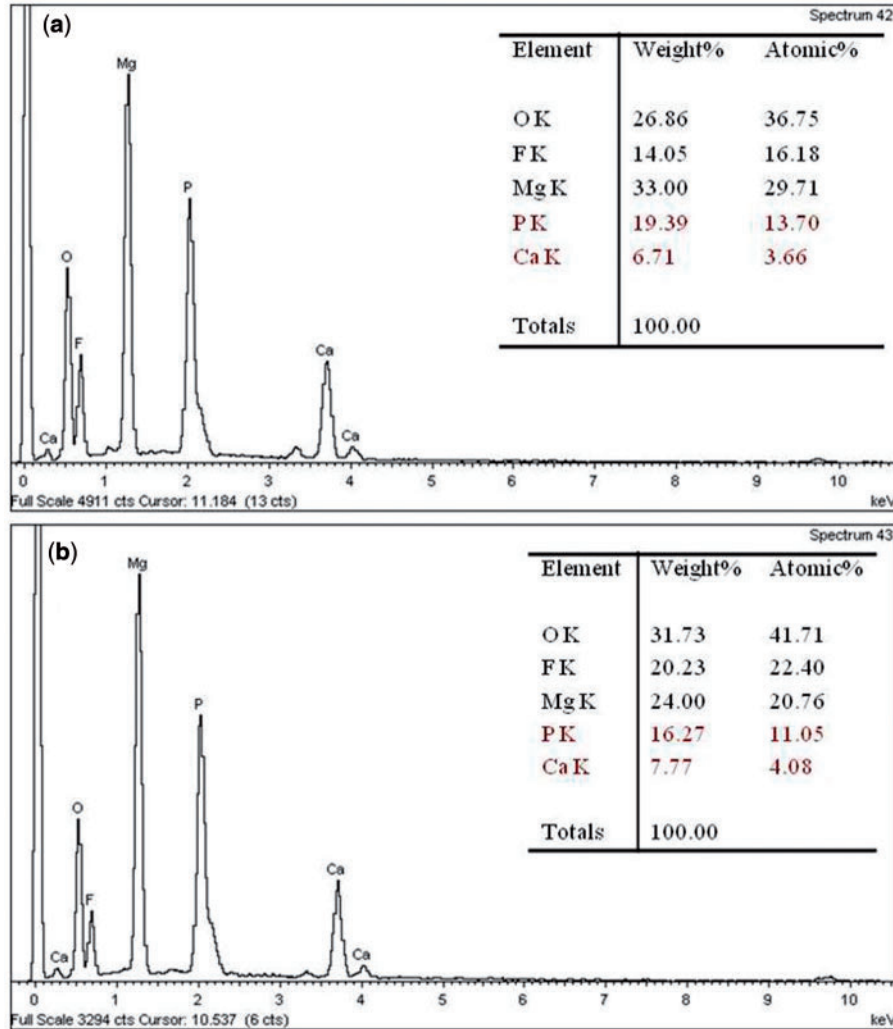 Spectrum 42
(a)
Element Weight% Atomic%
O K 26.86 36.75
F K 14.05 16.18
Mg K 33.00 29.71
P K 19.39 13.70
Ca K 6.71 3.66
Totals 100.00
Mg
P
O
F
Ca
Ca
Ca
0 1 2 3 4 5 6 7 8 9 10
Full Scale 4911 cts Cursor: 11.184 (13 cts) keV
Spectrum 43
(b)
Element Weight% Atomic%
O K 31.73 41.71
F K 20.23 22.40
Mg K 24.00 20.76
P K 16.27 11.05
Ca K 7.77 4.08
Totals 100.00
Mg
P
O
F
Ca
Ca
Ca
0 1 2 3 4 5 6 7 8 9 10
Full Scale 3294 cts Cursor: 10.537 (6 cts) keV